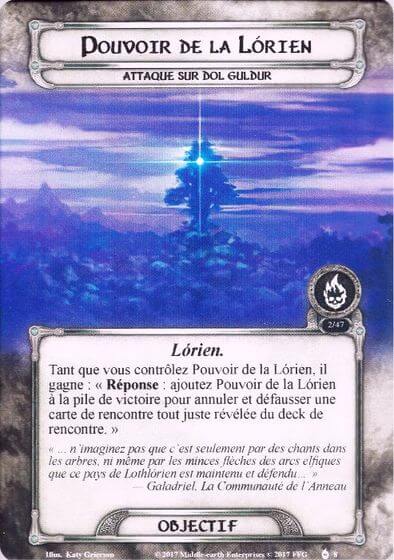 Pouvoir de la Lórien
Attaque sur Dol Guldur
2/47
Lórien.
Tant que vous contrôlez Pouvoir de la Lórien, il
gagne : « Réponse : ajoutez Pouvoir de la Lórien
à la pile de victoire pour annuler et défausser une
carte de rencontre tout juste révélée du deck de
rencontre. »
« ... n'imaginez pas que c'est seulement par des chants dans
les arbres, ni même par les minces flèches des arcs elfiques
que ce pays de Lothlórien est maintenu et défendu... »
— Galadriel, La Communauté de l'Anneau
Objectif
Illus. Katy Grierson
© 2017 Middle-earth Enterprises © 2017 FFG
8